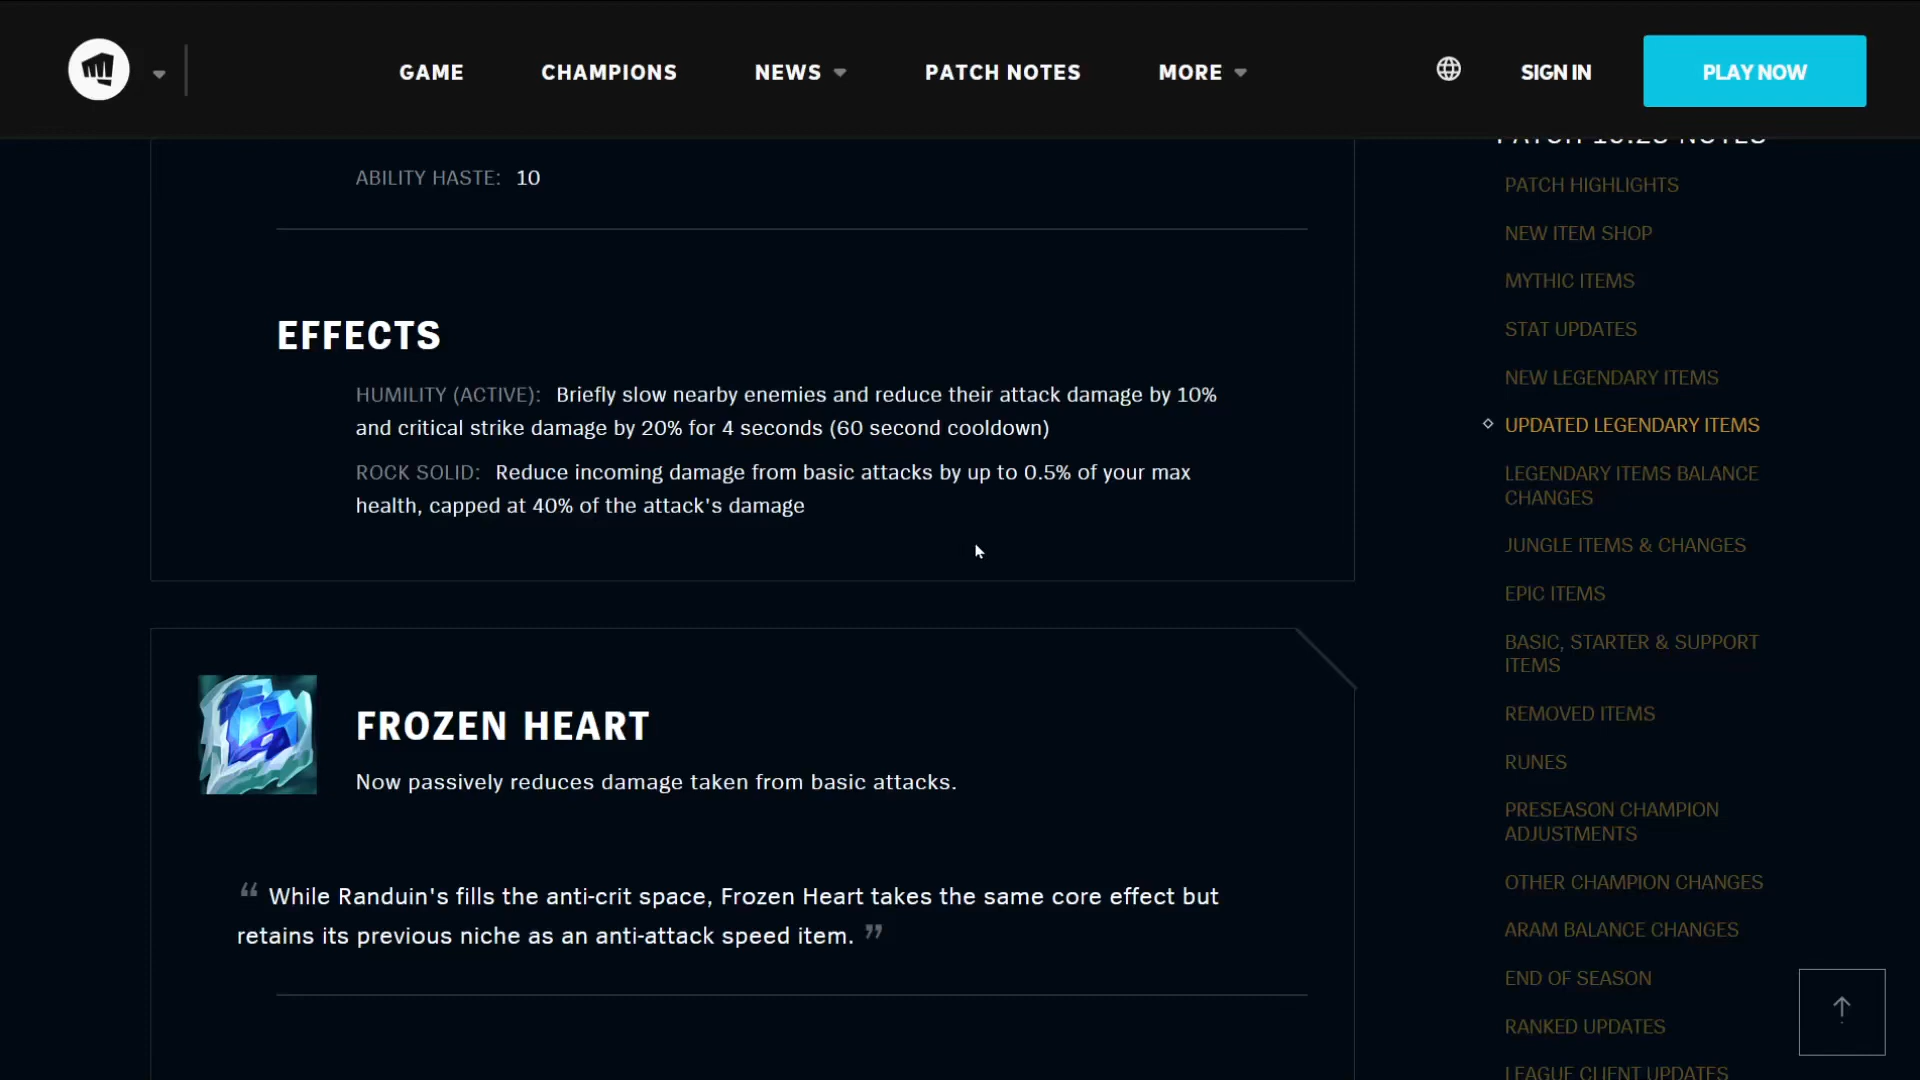 GAME
CHAMPIONS
NEWS
PATCH NOTES
MORE
SIGN IN
PLAY NOW
ABILITY HASTE: 10
EFFECTS
HUMILITY (ACTIVE): Briefly slow nearby enemies and reduce their attack damage by 10%
and critical strike damage by 20% for 4 seconds (60 second cooldown)
ROCK SOLID: Reduce incoming damage from basic attacks by up to 0.5% of your max
health, capped at 40% of the attack's damage
FROZEN HEART
Now passively reduces damage taken from basic attacks.
“ While Randuin's fills the anti-crit space, Frozen Heart takes the same core effect but
retains its previous niche as an anti-attack speed item. ”
PATCH 10.23 NOTES
PATCH HIGHLIGHTS
NEW ITEM SHOP
MYTHIC ITEMS
STAT UPDATES
NEW LEGENDARY ITEMS
UPDATED LEGENDARY ITEMS
LEGENDARY ITEMS BALANCE
CHANGES
JUNGLE ITEMS & CHANGES
EPIC ITEMS
BASIC, STARTER & SUPPORT
ITEMS
REMOVED ITEMS
RUNES
PRESEASON CHAMPION
ADJUSTMENTS
OTHER CHAMPION CHANGES
ARAM BALANCE CHANGES
END OF SEASON
RANKED UPDATES
LEAGUE CLIENT UPDATES